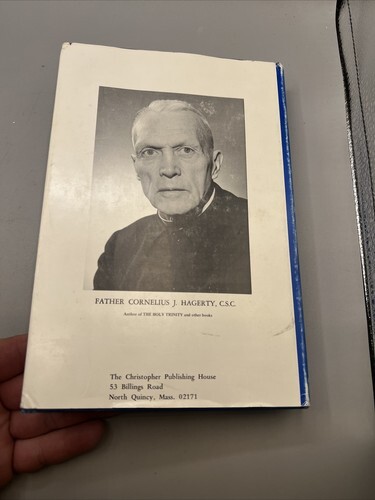 FATHER CORNELIUS J. HAGERTY, C.S.C.
Author of THE HOLY TRINITY and other books
The Christopher Publishing House
53 Billings Road
North Quincy, Mass. 02171